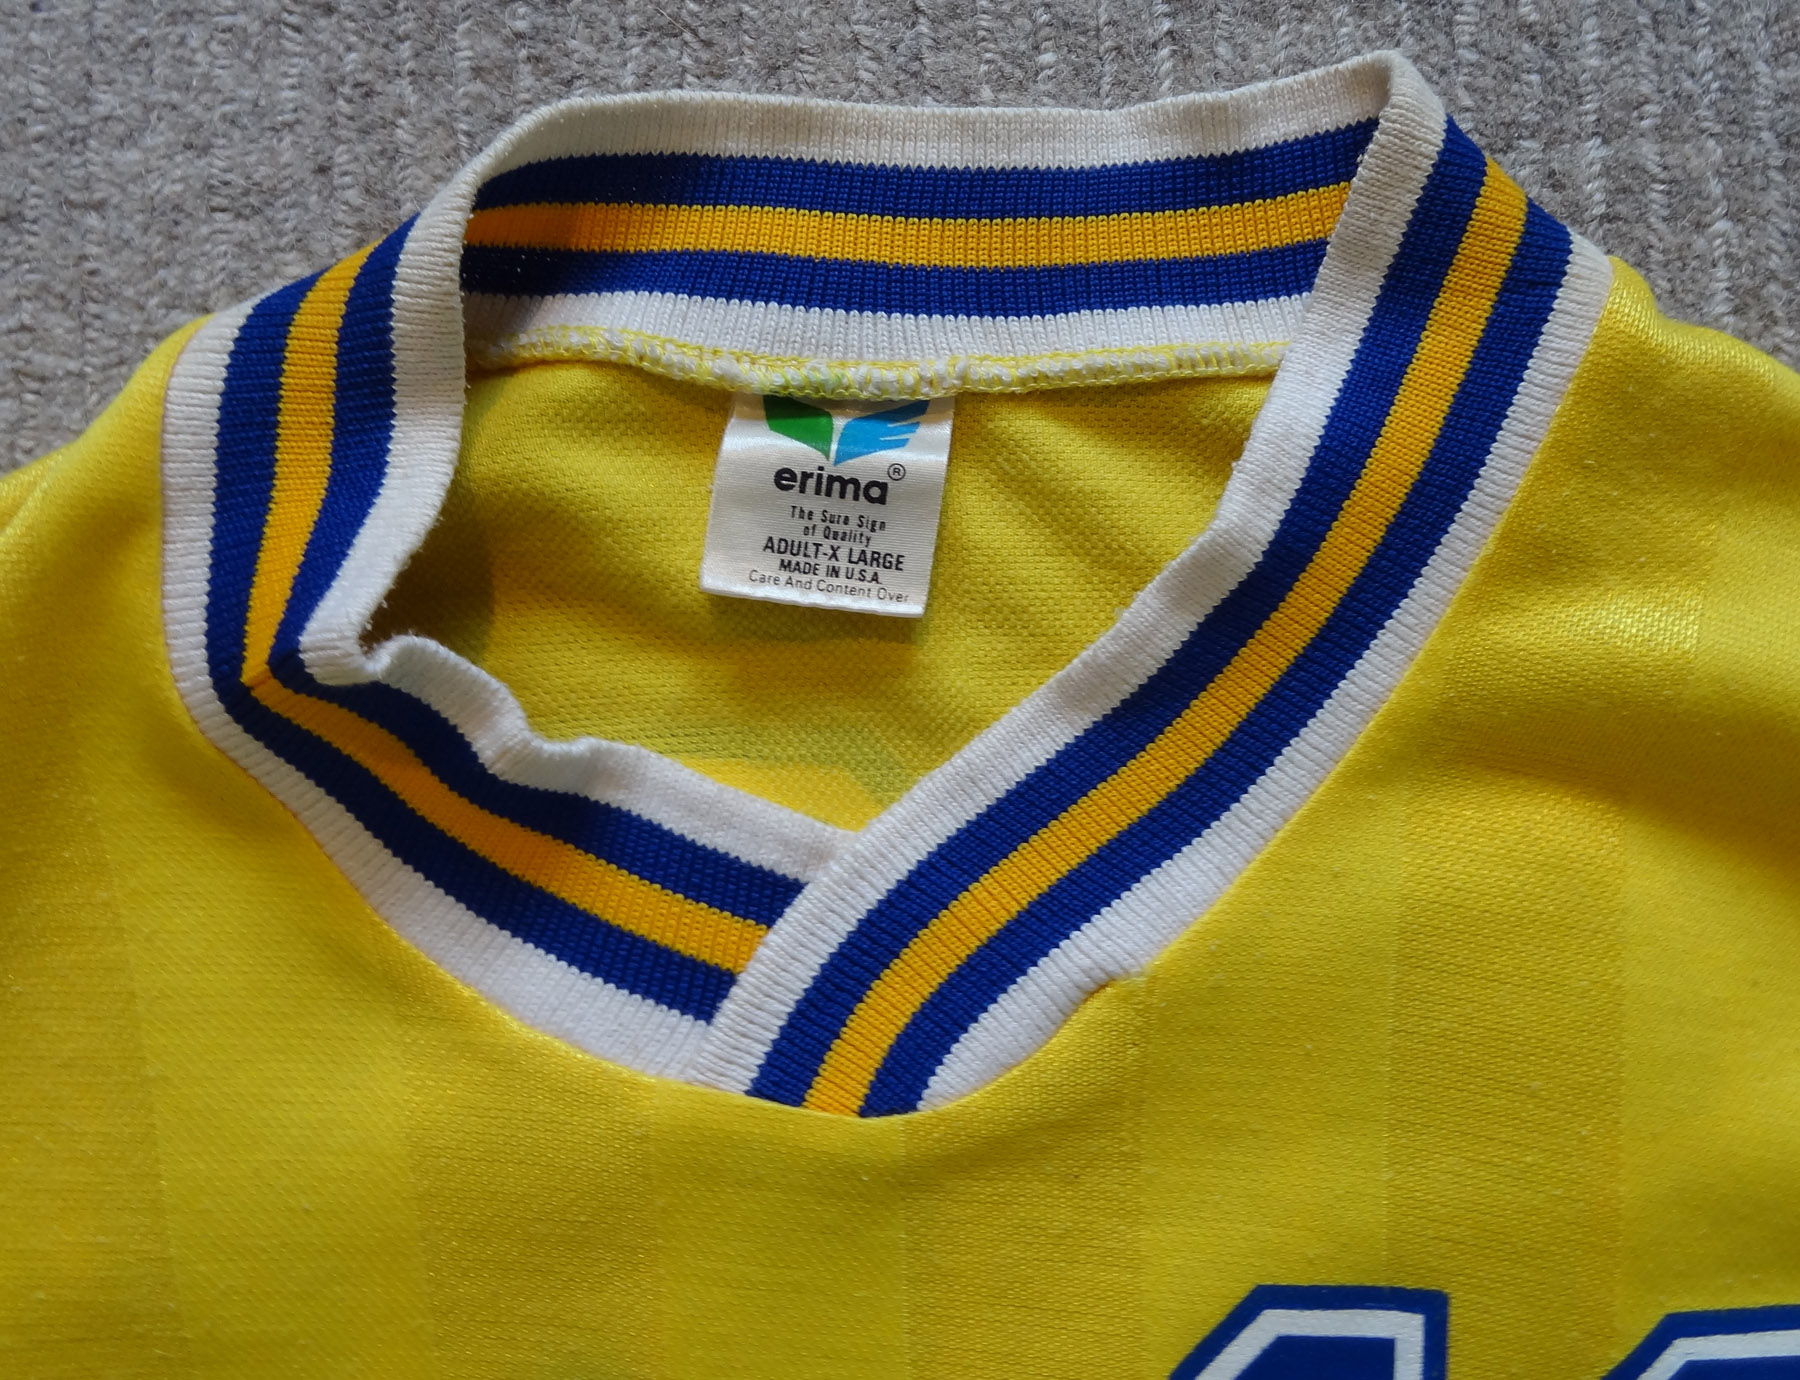 erima®
The Sure Sign
of Quality
ADULT-X LARGE
MADE IN U.S.A.
Care And Content Over